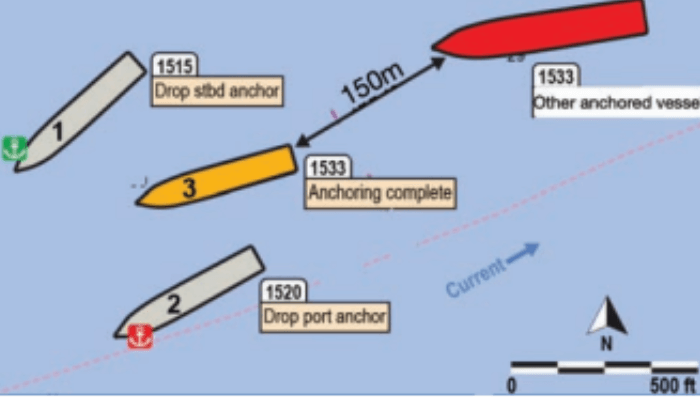 1515
Drop stbd anchor
1
150m
1533
Other anchored vesse
3
1533
Anchoring complete
2
1520
Drop port anchor
Current
N
0 500 ft